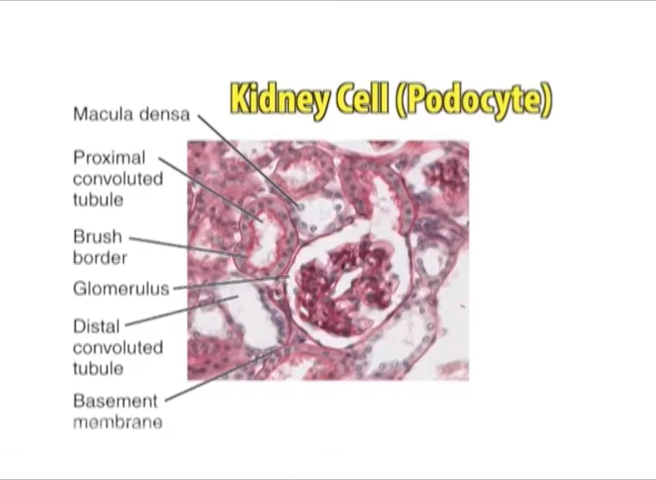 Kidney Cell (Podocyte)
Macula densa
Proximal
convoluted
tubule
Brush
border
Glomerulus
Distal
convoluted
tubule
Basement
membrane